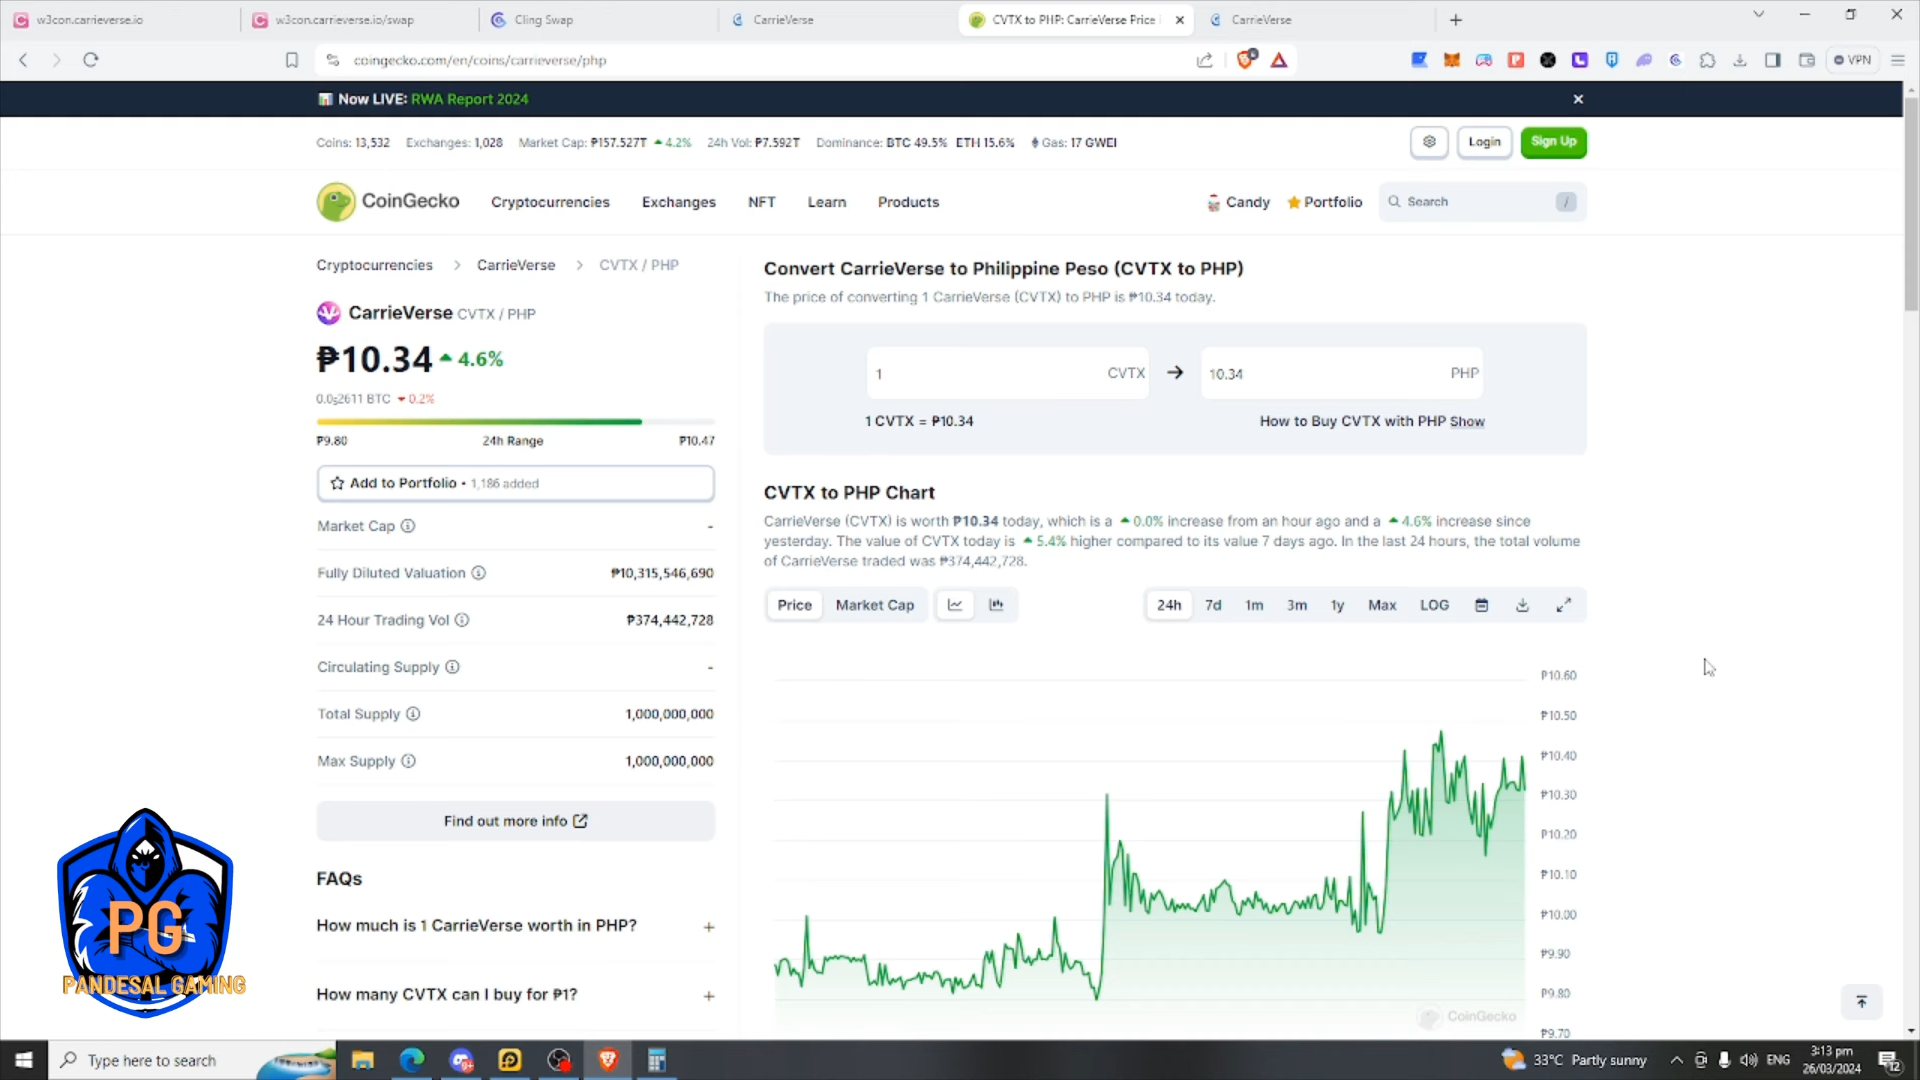 w3con.carrieverse.io
w3con.carrieverse.io/swap
Cling Swap
CarrieVerse
CVTX to PHP: CarrieVerse Price
CarrieVerse
coingecko.com/en/coins/carrieverse/php
VPN
Now LIVE: RWA Report 2024
Coins: 13,532 Exchanges: 1,028 Market Cap: ₱157.527T 4.2% 24h Vol: ₱7.592T Dominance: BTC 49.5% ETH 15.6% Gas: 17 GWEI
Login
Sign Up
CoinGecko
Cryptocurrencies
Exchanges
NFT
Learn
Products
Candy
Portfolio
Search /
Cryptocurrencies > CarrieVerse > CVTX / PHP
CarrieVerse CVTX / PHP
₱10.34 4.6%
0.0₅2611 BTC 0.2%
₱9.80 24h Range ₱10.47
Add to Portfolio • 1,186 added
Market Cap -
Fully Diluted Valuation ₱10,315,546,690
24 Hour Trading Vol ₱374,442,728
Circulating Supply -
Total Supply 1,000,000,000
Max Supply 1,000,000,000
Find out more info
FAQs
How much is 1 CarrieVerse worth in PHP? +
How many CVTX can I buy for ₱1? +
Convert CarrieVerse to Philippine Peso (CVTX to PHP)
The price of converting 1 CarrieVerse (CVTX) to PHP is ₱10.34 today.
1 CVTX → 10.34 PHP
1 CVTX = ₱10.34
How to Buy CVTX with PHP Show
CVTX to PHP Chart
CarrieVerse (CVTX) is worth ₱10.34 today, which is a 0.0% increase from an hour ago and a 4.6% increase since
yesterday. The value of CVTX today is 5.4% higher compared to its value 7 days ago. In the last 24 hours, the total volume
of CarrieVerse traded was ₱374,442,728.
Price
Market Cap
24h 7d 1m 3m 1y Max LOG
₱10.60
₱10.50
₱10.40
₱10.30
₱10.20
₱10.10
₱10.00
₱9.90
₱9.80
₱9.70
CoinGecko
PG
PANDESAL GAMING
Type here to search
33°C Partly sunny
ENG
3:13 pm
26/03/2024
12